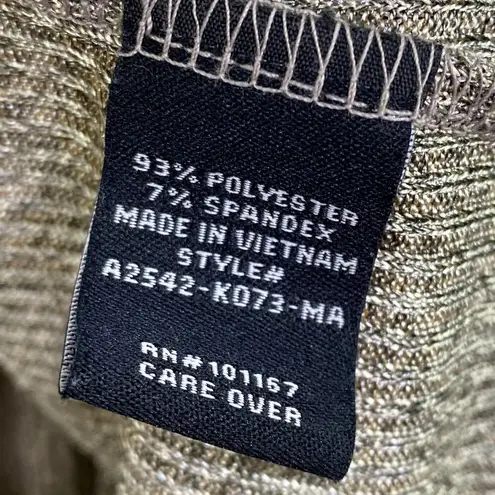 93% POLYESTER
7% SPANDEX
MADE IN VIETNAM
STYLE#
A2542-K073-MA
RN#101167
CARE OVER